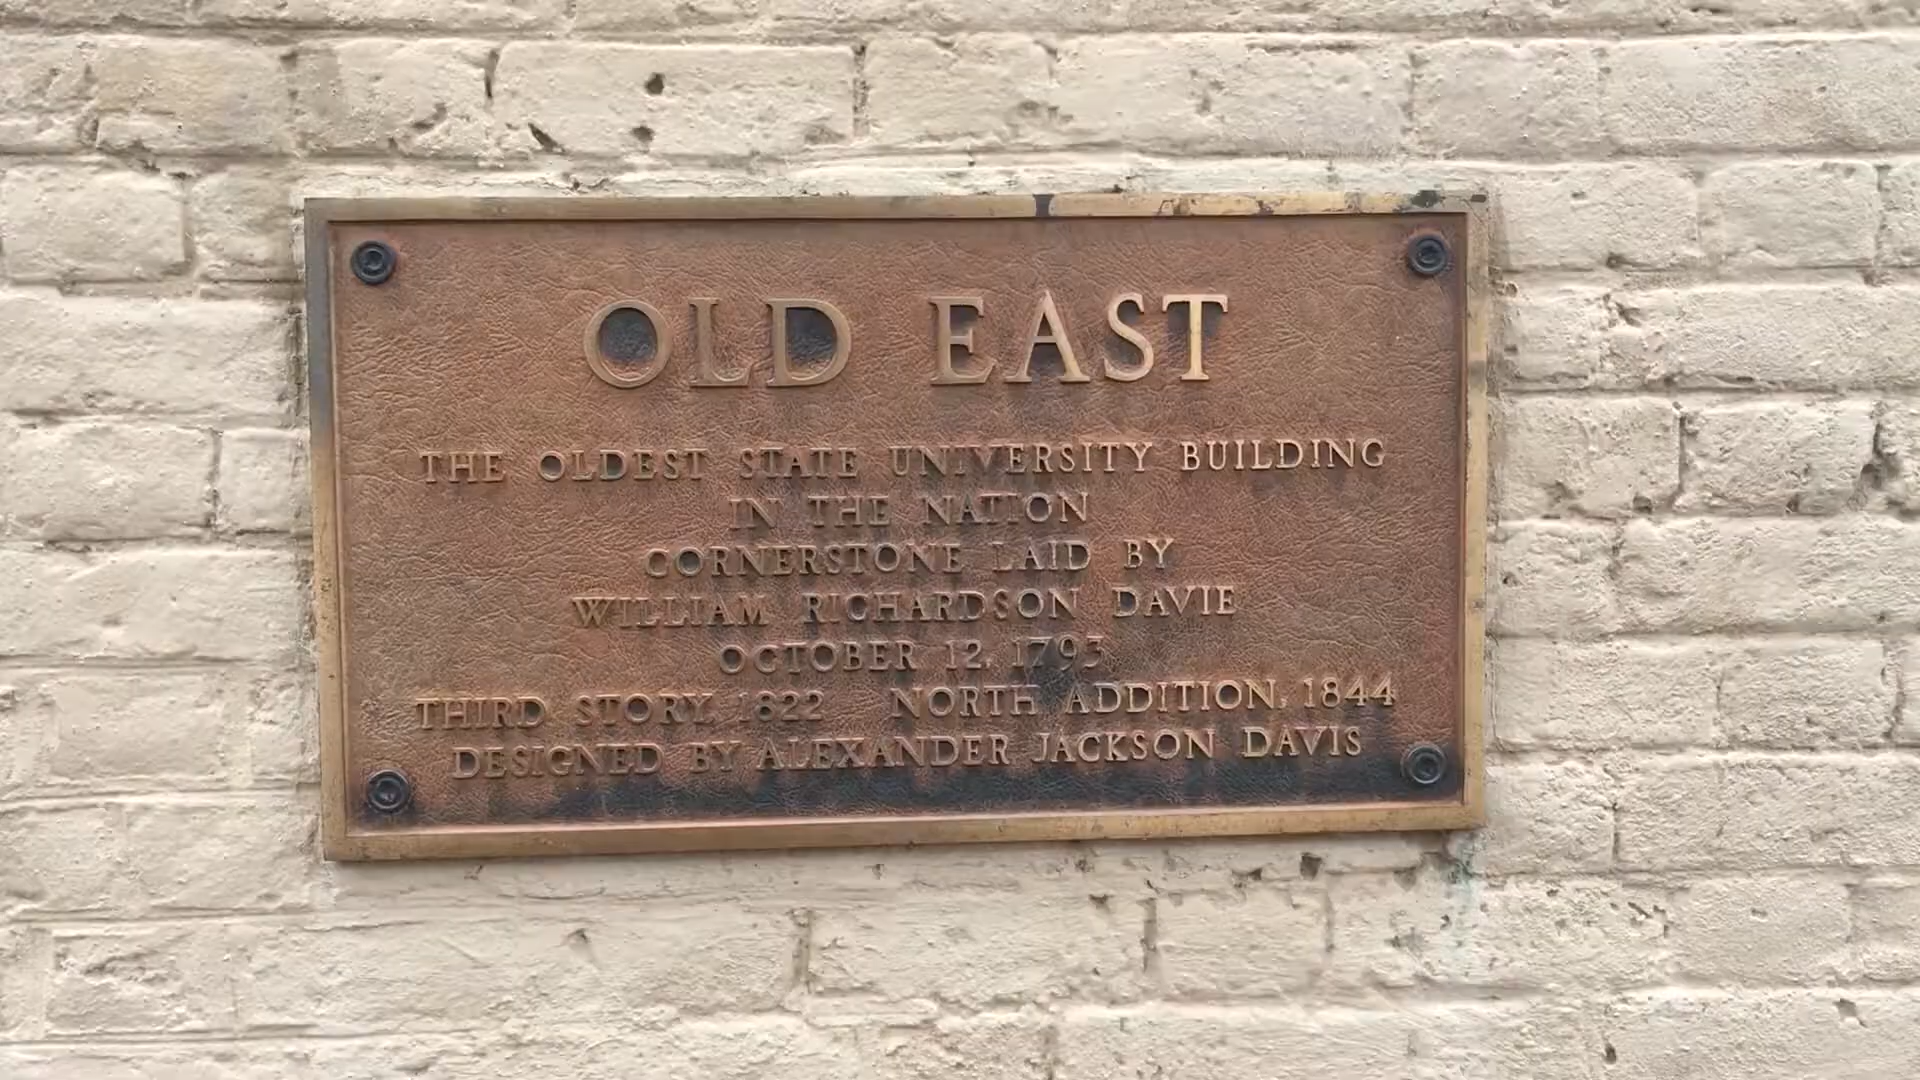 OLD EAST
THE OLDEST STATE UNIVERSITY BUILDING
IN THE NATION
CORNERSTONE LAID BY
WILLIAM RICHARDSON DAVIE
OCTOBER 12, 1793
THIRD STORY, 1822 NORTH ADDITION, 1844
DESIGNED BY ALEXANDER JACKSON DAVIS